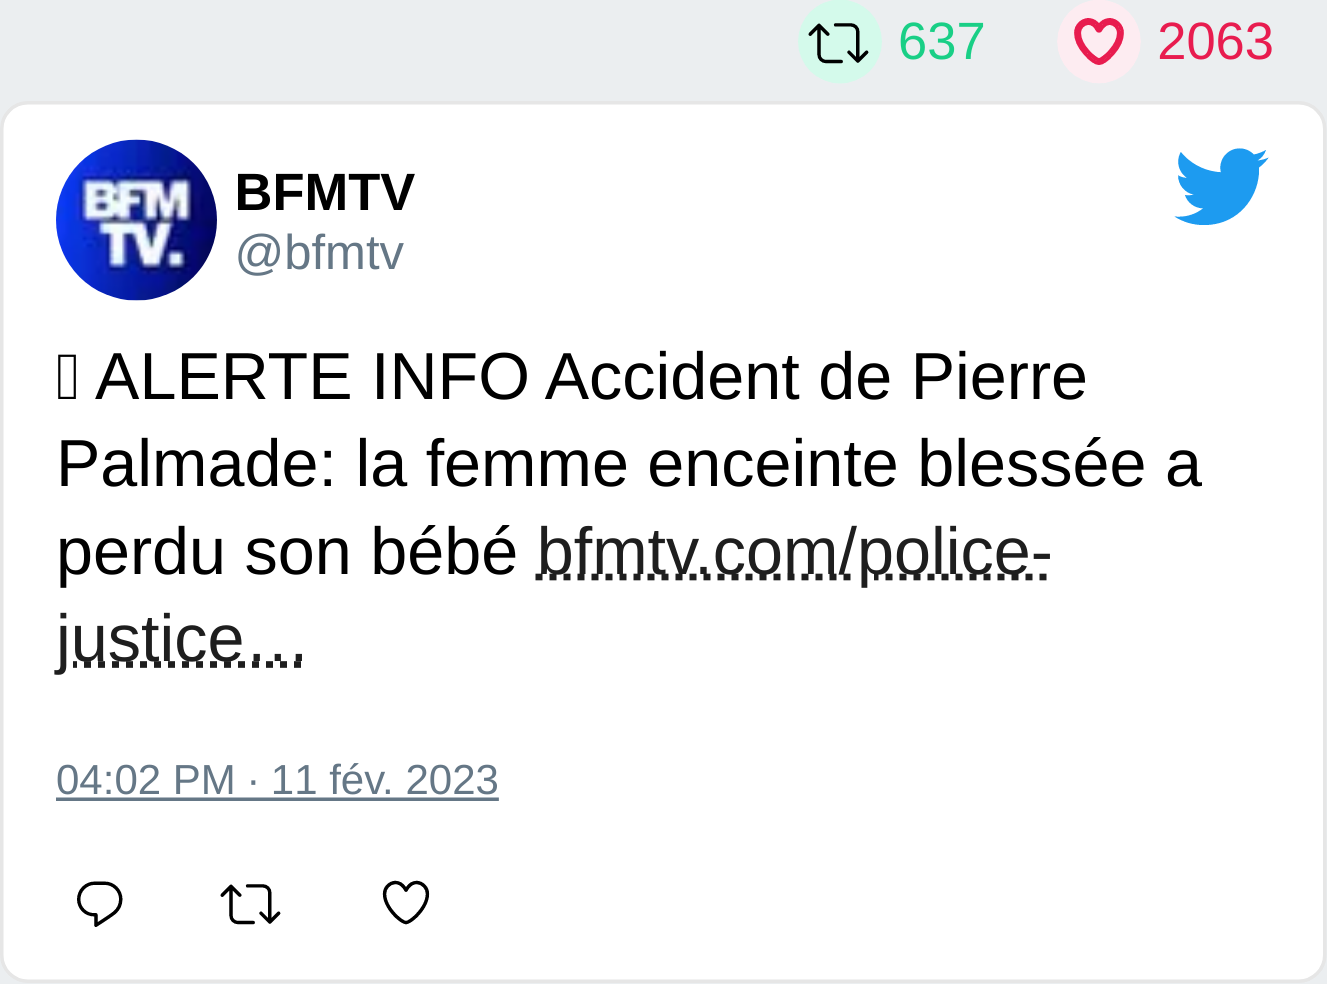 637 2063
BFM
TV.
BFMTV
@bfmtv
ALERTE INFO Accident de Pierre
Palmade: la femme enceinte blessée a
perdu son bébé bfmtv.com/police-
justice…
04:02 PM · 11 fév. 2023